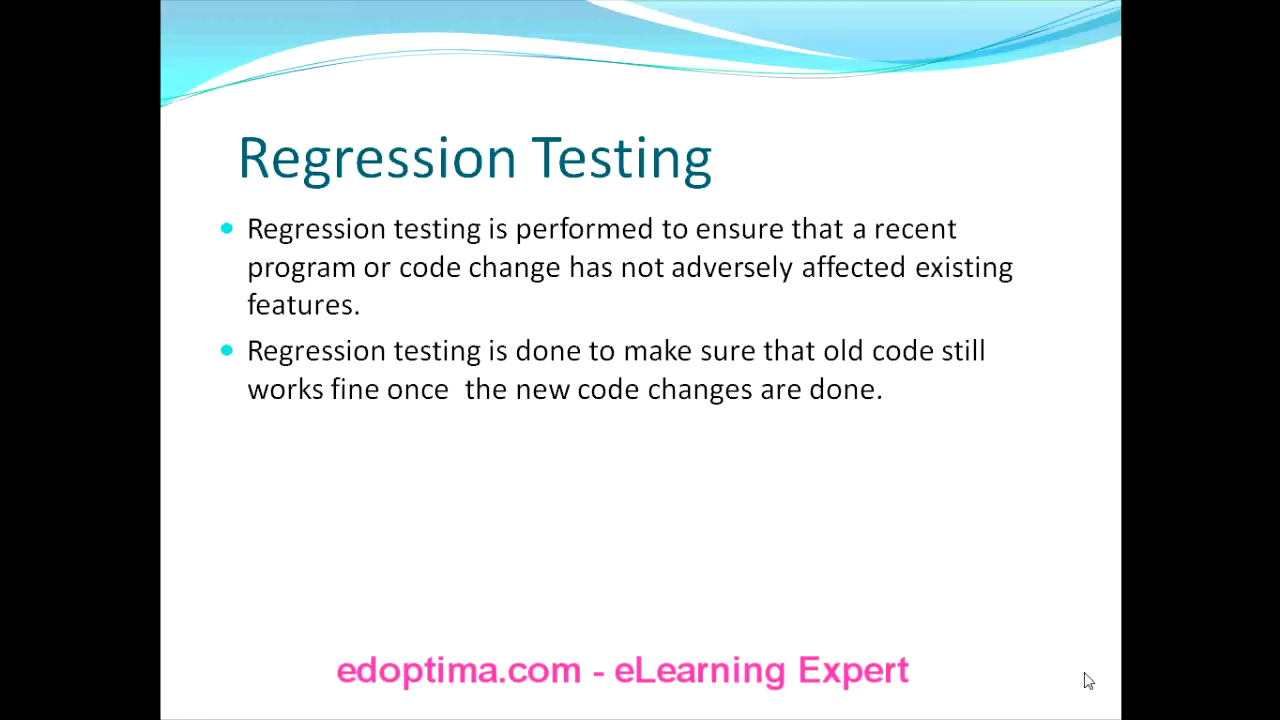 Regression Testing
Regression testing is performed to ensure that a recent
program or code change has not adversely affected existing
features.
Regression testing is done to make sure that old code still
works fine once  the new code changes are done.
edoptima.com - eLearning Expert